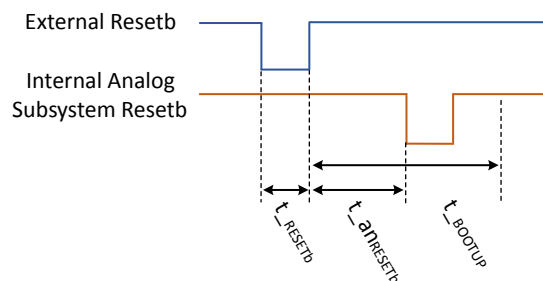 External Resetb
Internal Analog
Subsystem Resetb
t_RESETb
t_anRESETb
t_BOOTUP